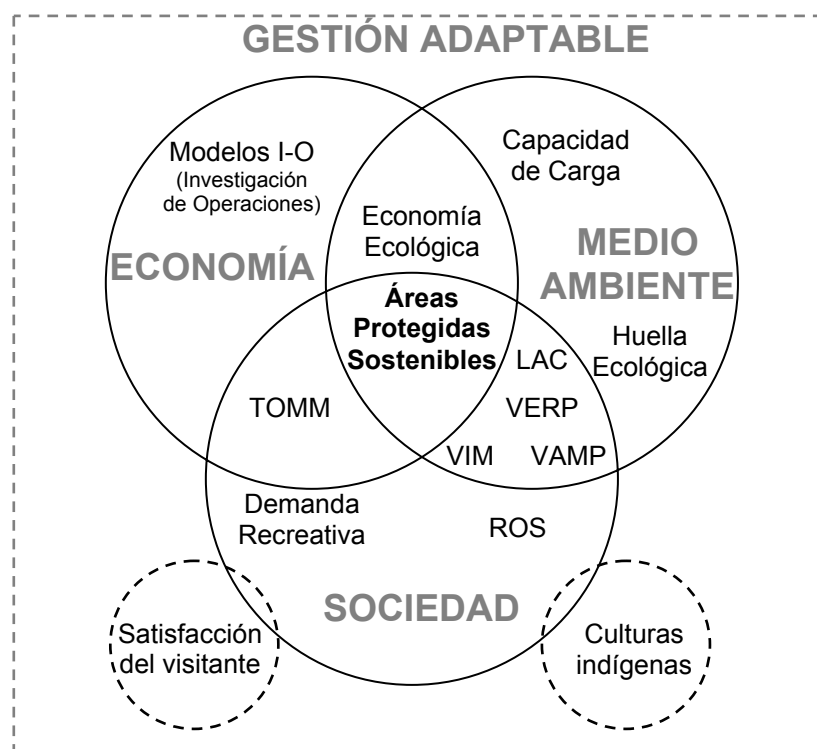 GESTIÓN ADAPTABLE
Modelos I-O
(Investigación
de Operaciones)
Capacidad
de Carga
Economía
Ecológica
ECONOMÍA
MEDIO
AMBIENTE
Áreas
Protegidas
Sostenibles
LAC
Huella
Ecológica
TOMM
VERP
VIM
VAMP
Demanda
Recreativa
ROS
SOCIEDAD
Satisfacción
del visitante
Culturas
indígenas